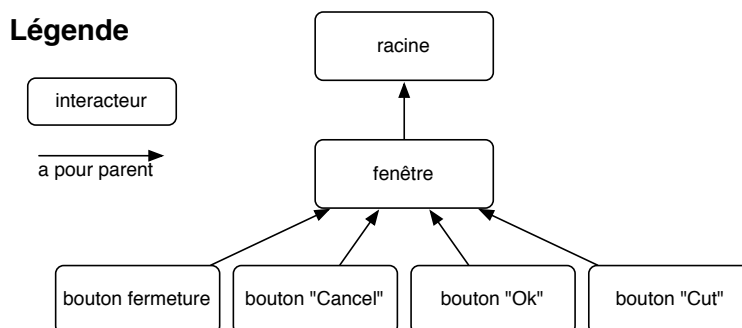 Légende
racine
interacteur
a pour parent
fenêtre
bouton fermeture
bouton "Cancel"
bouton "Ok"
bouton "Cut"